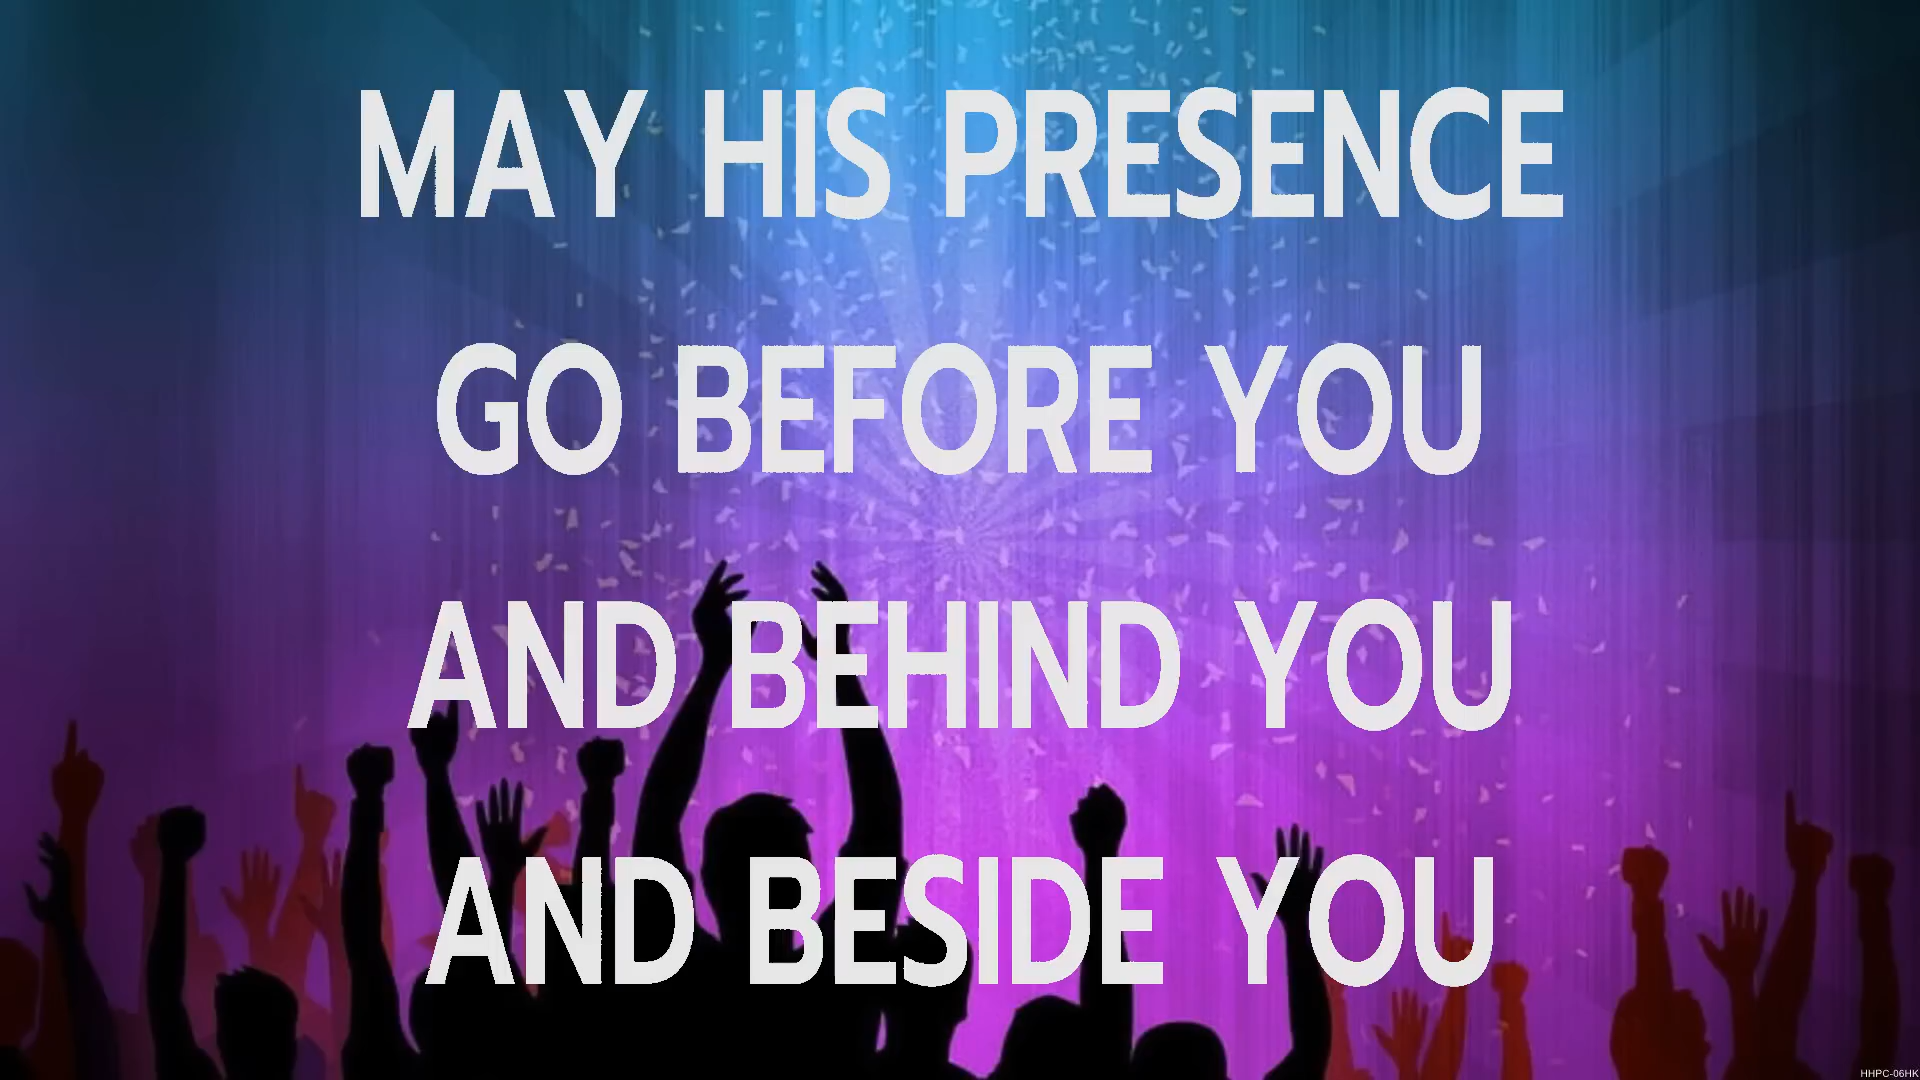 MAY HIS PRESENCE
GO BEFORE YOU
AND BEHIND YOU
AND BESIDE YOU
HHPC-06HK